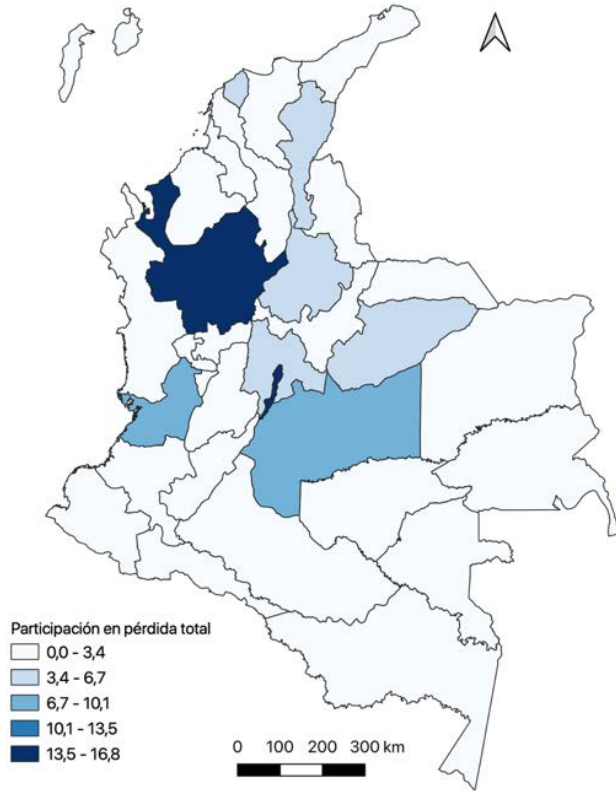 Participación en pérdida total
0,0 - 3,4
3,4 - 6,7
6,7 - 10,1
10,1 - 13,5
13,5 - 16,8
0 100 200 300 km